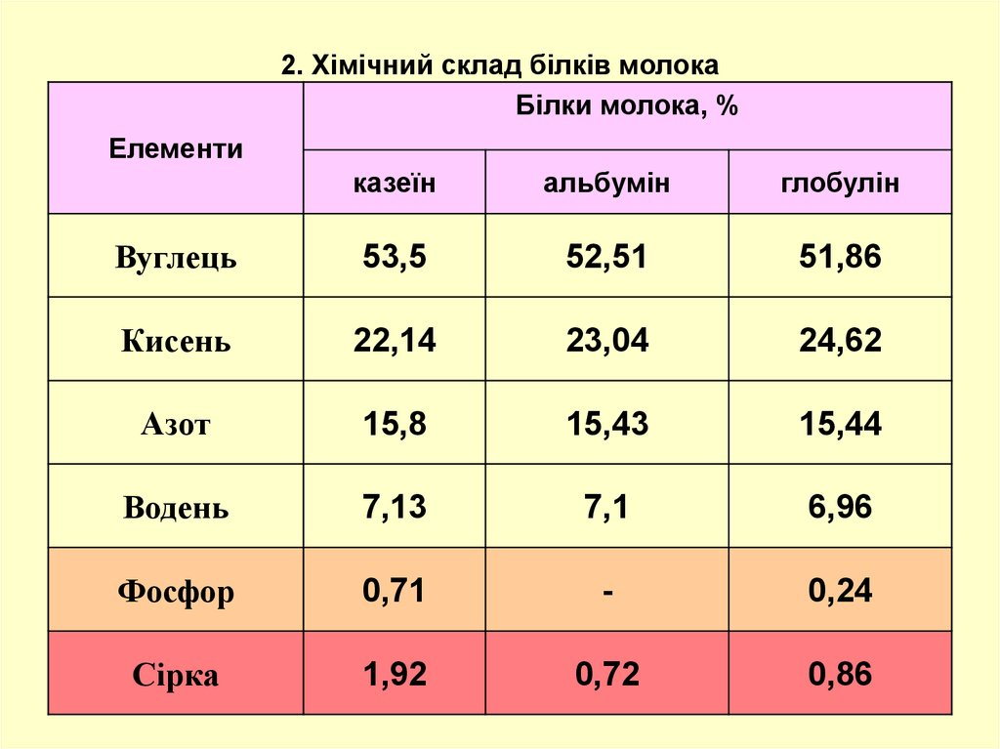 2. Хімічний склад білків молока
Білки молока, %
Елементи
казеїн альбумін глобулін
Вуглець 53,5 52,51 51,86
Кисень 22,14 23,04 24,62
Азот 15,8 15,43 15,44
Водень 7,13 7,1 6,96
Фосфор 0,71 - 0,24
Сірка 1,92 0,72 0,86